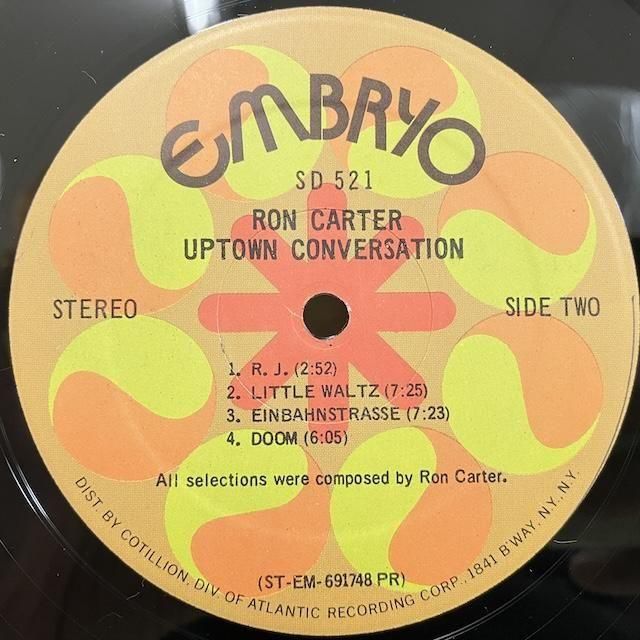 EMBRYO
SD 521
RON CARTER
UPTOWN CONVERSATION
STEREO
SIDE TWO
1. R. J. (2:52)
2. LITTLE WALTZ (7:25)
3. EINBAHNSTRASSE (7:23)
4. DOOM (6:05)
All selections were composed by Ron Carter.
(ST-EM-691748 PR)
DIST. BY COTILLION, DIV. OF ATLANTIC RECORDING CORP., 1841 B'WAY, N.Y., N.Y.